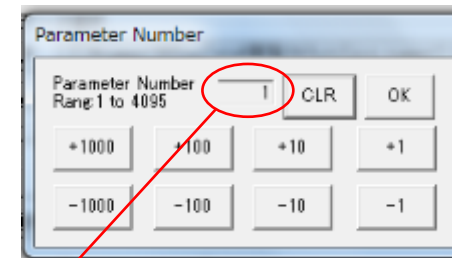 Parameter Number
Parameter Number
Rang:1 to 4095
1
CLR
OK
+1000
+100
+10
+1
-1000
-100
-10
-1